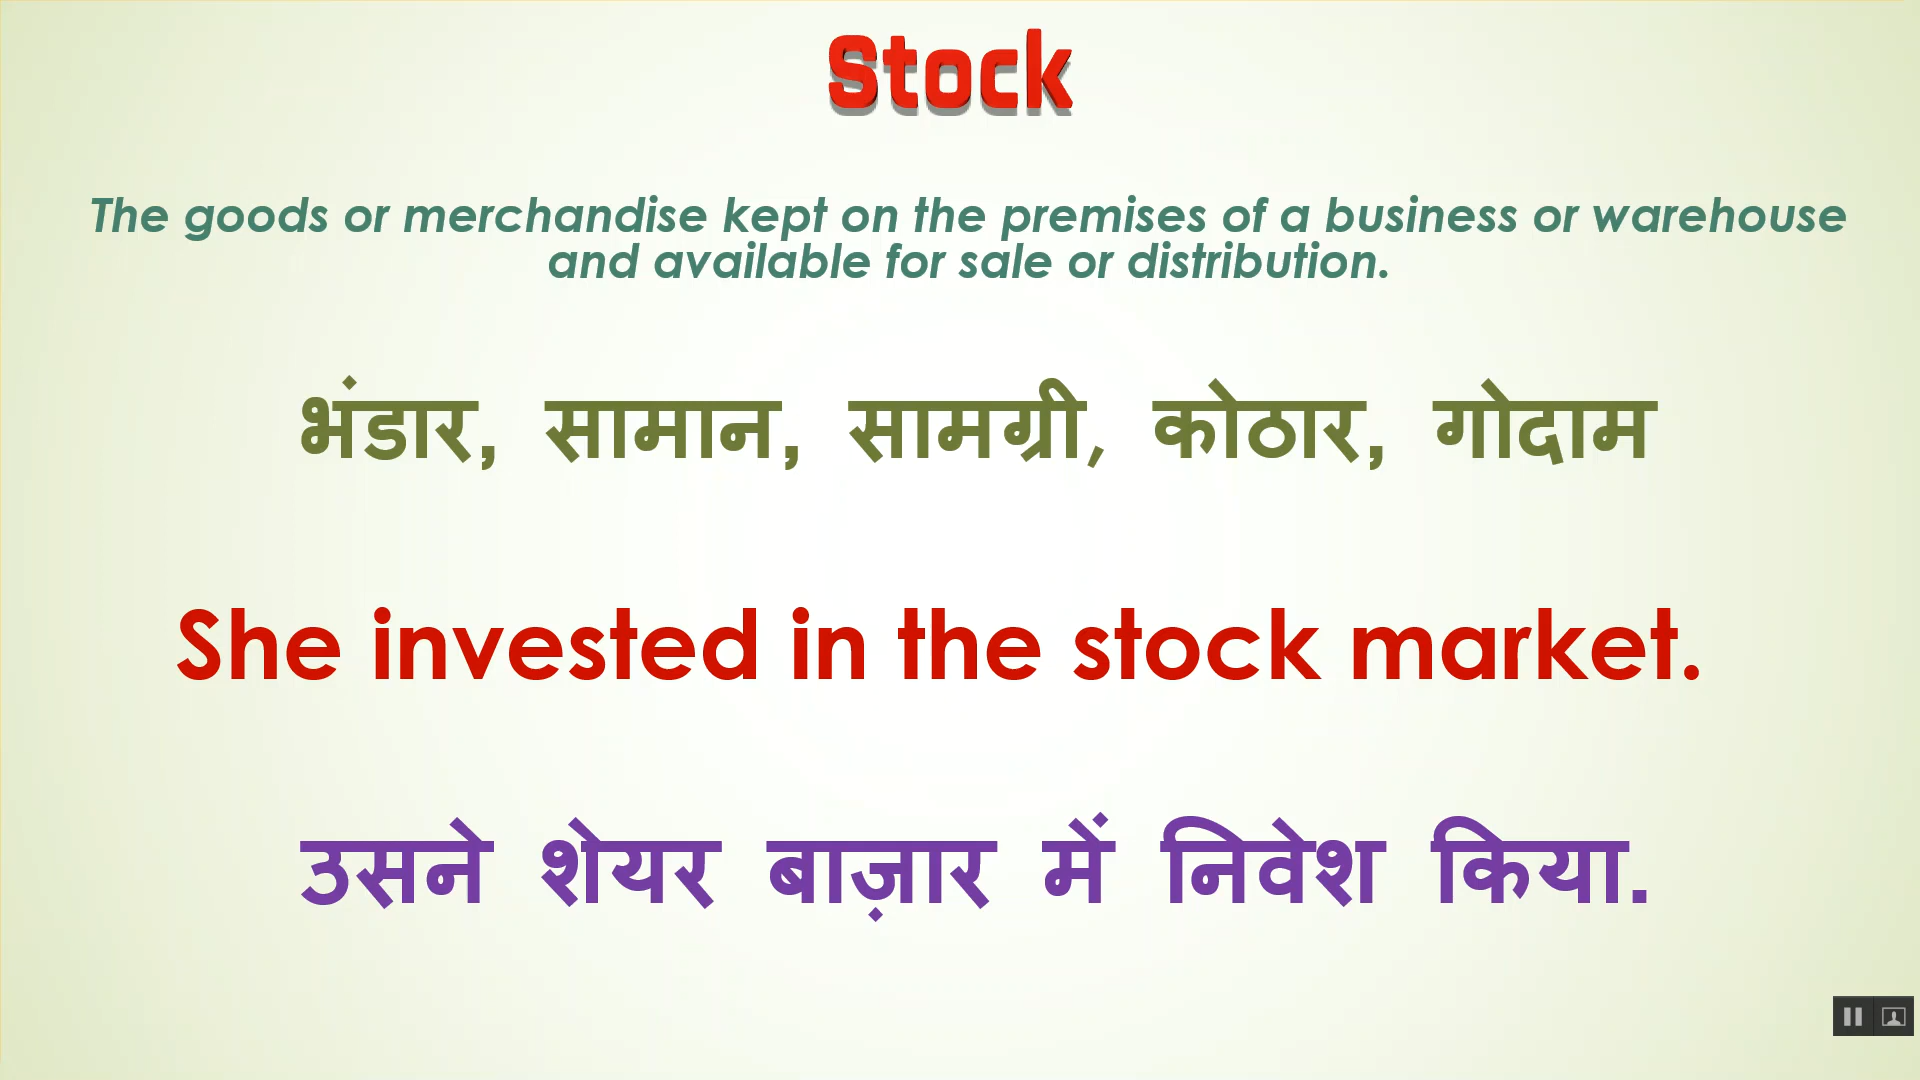 Stock
The goods or merchandise kept on the premises of a business or warehouse
and available for sale or distribution.
भंडार, सामान, सामग्री, कोठार, गोदाम
She invested in the stock market.
उसने शेयर बाज़ार में निवेश किया.